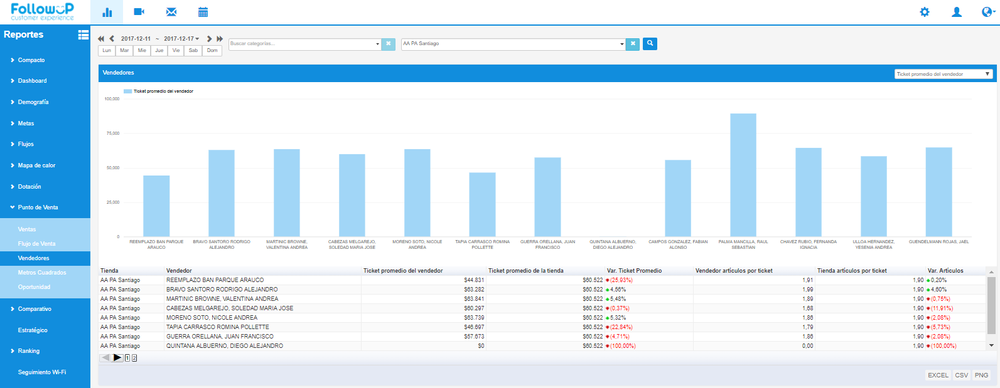 FollowUP
customer experience
Reportes
Compacto
Dashboard
Demografía
Metas
Flujos
Mapa de calor
Dotación
Punto de Venta
Ventas
Flujo de Venta
Vendedores
Metros Cuadrados
Oportunidad
Comparativo
Estratégico
Ranking
Seguimiento Wi-Fi
2017-12-11 ~ 2017-12-17
Lun Mar Mie Jue Vie Sab Dom
Buscar categorías...
AA PA Santiago
Vendedores
Ticket promedio del vendedor
Ticket promedio del vendedor
100,000
75,000
50,000
25,000
0
REEMPLAZO BAN PARQUE ARAUCO
BRAVO SANTORO RODRIGO ALEJANDRO
MARTINIC BROWNE, VALENTINA ANDREA
CABEZAS MELGAREJO, SOLEDAD MARIA JOSE
MORENO SOTO, NICOLE ANDREA
TAPIA CARRASCO ROMINA POLLETTE
GUERRA ORELLANA, JUAN FRANCISCO
QUINTANA ALBUERNO, DIEGO ALEJANDRO
CAMPOS GONZALEZ, FABIAN ALONSO
PALMA MANCILLA, RAUL SEBASTIAN
CHAVEZ RUBIO, FERNANDA IGNACIA
ULLOA HERNANDEZ, YESENIA ANDREA
GUENDELMANN ROJAS, JAEL
Tienda Vendedor Ticket promedio del vendedor Ticket promedio de la tienda Var. Ticket Promedio Vendedor artículos por ticket Tienda artículos por ticket Var. Artículos
AA PA Santiago REEMPLAZO BAN PARQUE ARAUCO $44.831 $60.522 (25,93%) 1,91 1,90 0,20%
AA PA Santiago BRAVO SANTORO RODRIGO ALEJANDRO $63.282 $60.522 4,56% 1,99 1,90 4,60%
AA PA Santiago MARTINIC BROWNE, VALENTINA ANDREA $63.841 $60.522 5,48% 1,89 1,90 (0,75%)
AA PA Santiago CABEZAS MELGAREJO, SOLEDAD MARIA JOSE $60.297 $60.522 (0,37%) 1,68 1,90 (11,91%)
AA PA Santiago MORENO SOTO, NICOLE ANDREA $63.739 $60.522 5,32% 1,86 1,90 (2,08%)
AA PA Santiago TAPIA CARRASCO ROMINA POLLETTE $46.697 $60.522 (22,84%) 1,79 1,90 (5,73%)
AA PA Santiago GUERRA ORELLANA, JUAN FRANCISCO $57.673 $60.522 (4,71%) 1,86 1,90 (2,08%)
AA PA Santiago QUINTANA ALBUERNO, DIEGO ALEJANDRO $0 $60.522 (100,00%) 0,00 1,90 (100,00%)
1 2
EXCEL CSV PNG